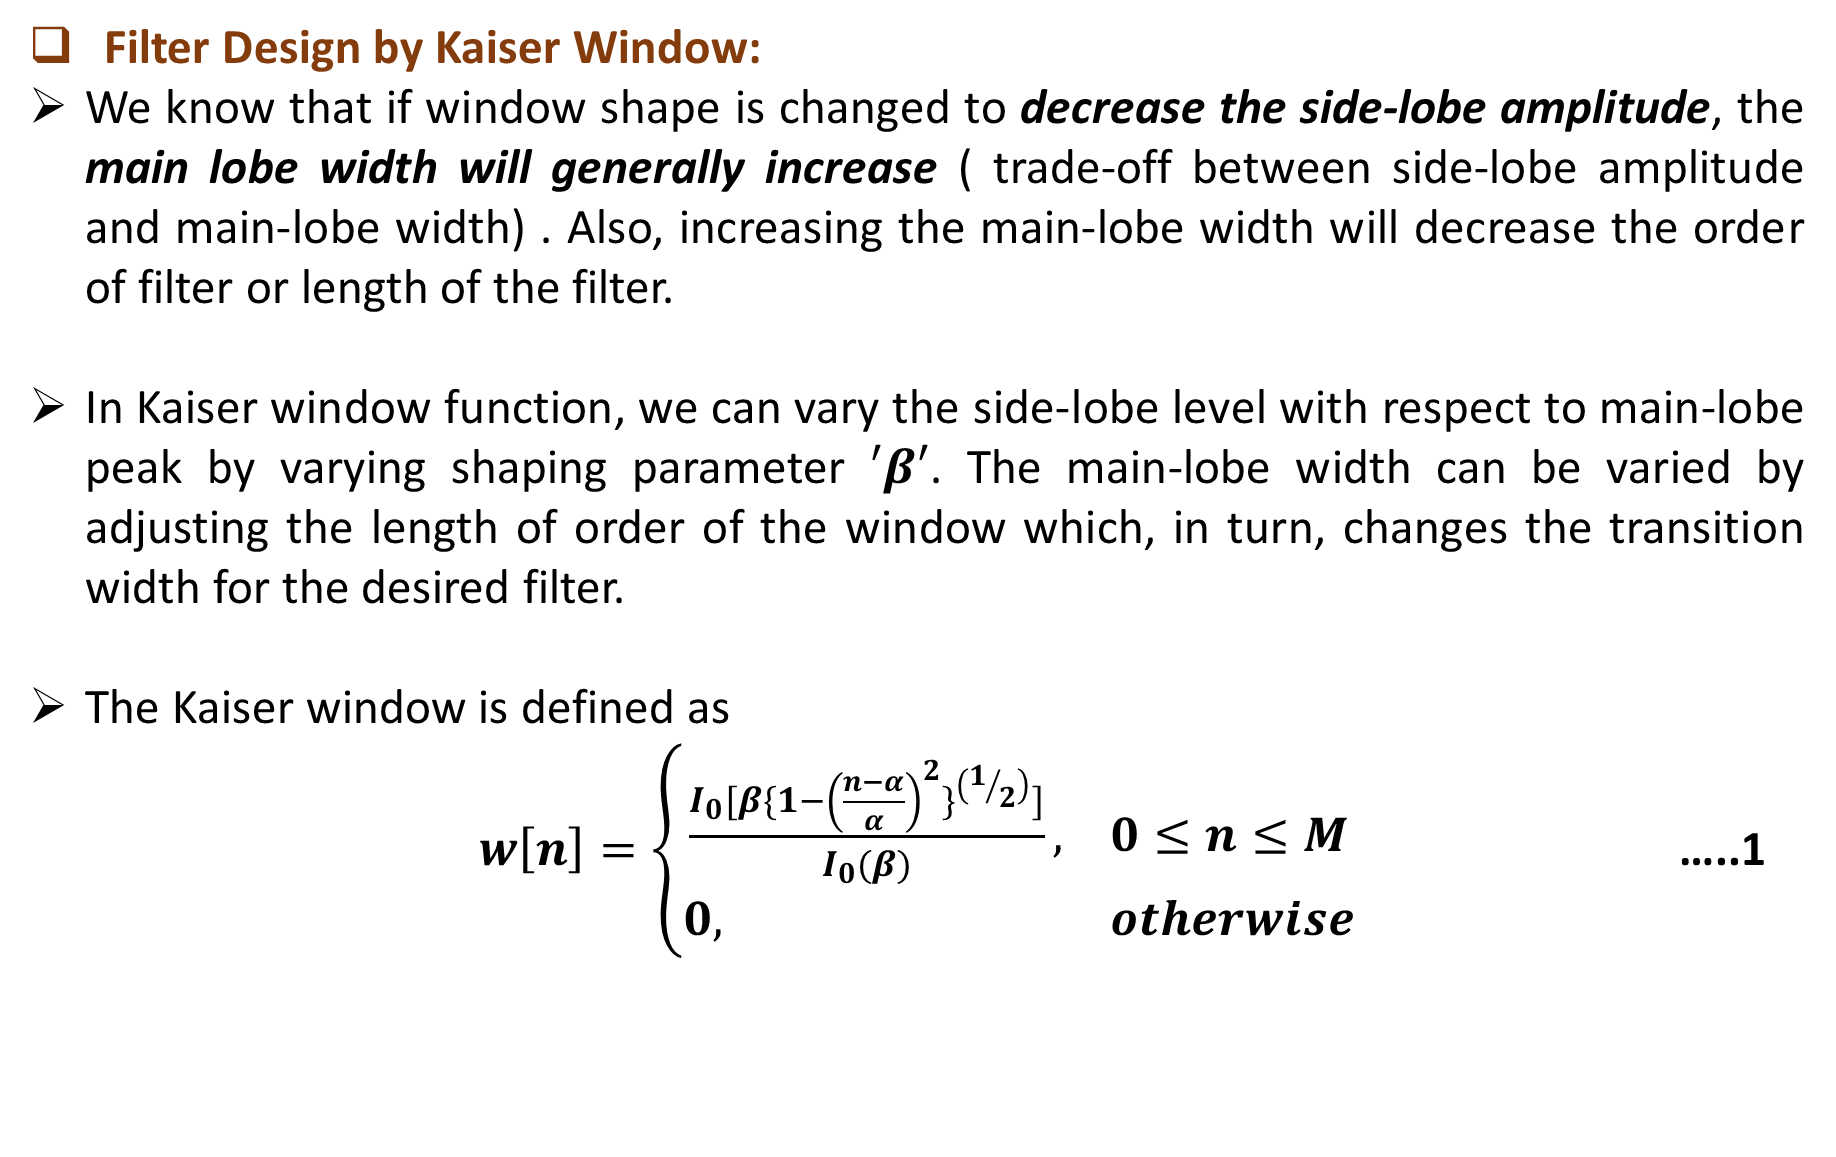 ❑ Filter Design by Kaiser Window:
➢ We know that if window shape is changed to decrease the side-lobe amplitude, the
main lobe width will generally increase ( trade-off between side-lobe amplitude
and main-lobe width) . Also, increasing the main-lobe width will decrease the order
of filter or length of the filter.
➢ In Kaiser window function, we can vary the side-lobe level with respect to main-lobe
peak by varying shaping parameter ′β′. The main-lobe width can be varied by
adjusting the length of order of the window which, in turn, changes the transition
width for the desired filter.
➢ The Kaiser window is defined as
w[n] = { I₀[β{1−((n−α)/α)²}^(1/2)] / I₀(β), 0 ≤ n ≤ M …..1
0, otherwise